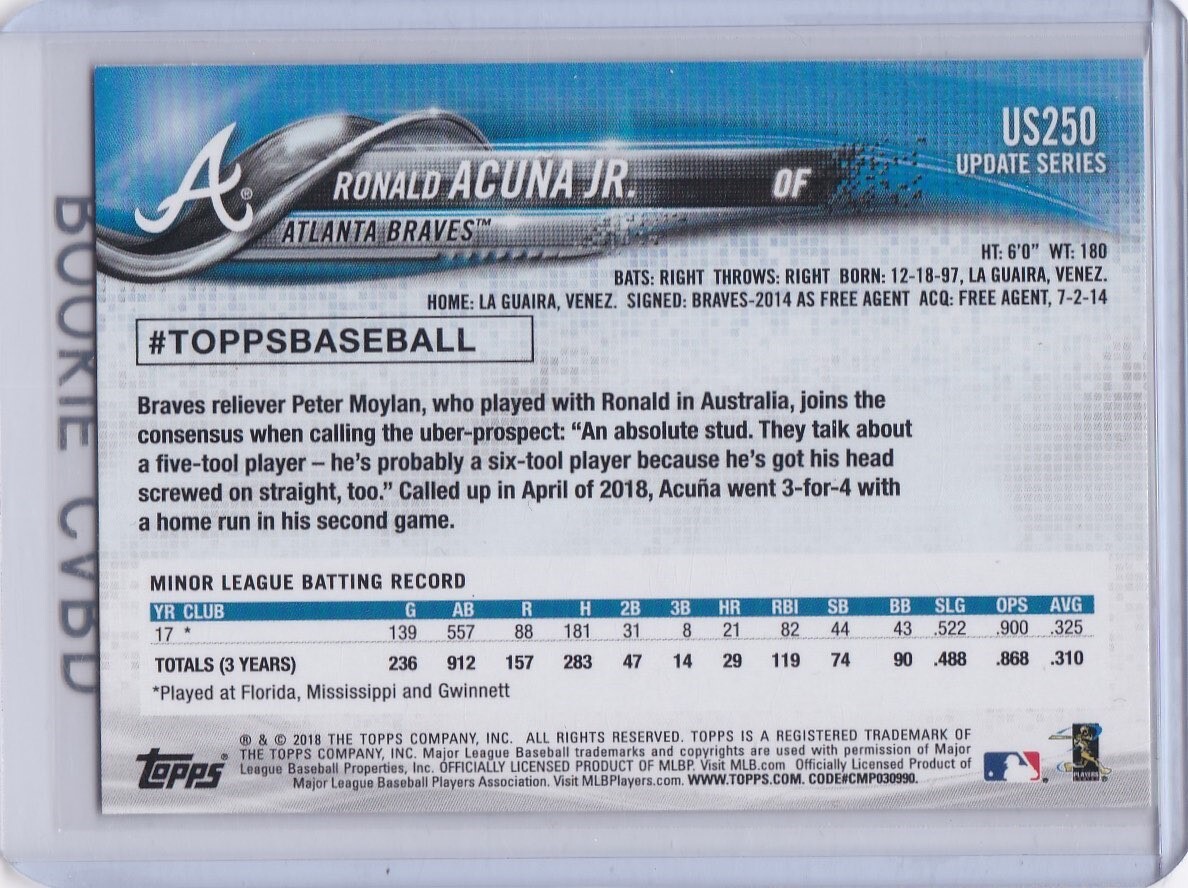 US250
UPDATE SERIES
RONALD ACUÑA JR. OF
A®
ATLANTA BRAVES™
HT: 6'0" WT: 180
BATS: RIGHT THROWS: RIGHT BORN: 12-18-97, LA GUAIRA, VENEZ.
HOME: LA GUAIRA, VENEZ. SIGNED: BRAVES-2014 AS FREE AGENT ACQ: FREE AGENT, 7-2-14
#TOPPSBASEBALL
Braves reliever Peter Moylan, who played with Ronald in Australia, joins the
consensus when calling the uber-prospect: “An absolute stud. They talk about
a five-tool player – he’s probably a six-tool player because he’s got his head
screwed on straight, too.” Called up in April of 2018, Acuña went 3-for-4 with
a home run in his second game.
MINOR LEAGUE BATTING RECORD
YR CLUB G AB R H 2B 3B HR RBI SB BB SLG OPS AVG
17 * 139 557 88 181 31 8 21 82 44 43 .522 .900 .325
TOTALS (3 YEARS) 236 912 157 283 47 14 29 119 74 90 .488 .868 .310
*Played at Florida, Mississippi and Gwinnett
® & © 2018 THE TOPPS COMPANY, INC. ALL RIGHTS RESERVED. TOPPS IS A REGISTERED TRADEMARK OF
THE TOPPS COMPANY, INC. Major League Baseball trademarks and copyrights are used with permission of Major
League Baseball Properties, Inc. OFFICIALLY LICENSED PRODUCT OF MLBP. Visit MLB.com Officially Licensed Product of
Major League Baseball Players Association. Visit MLBPlayers.com. WWW.TOPPS.COM. CODE#CMP030990.
Topps®
PLAYERS